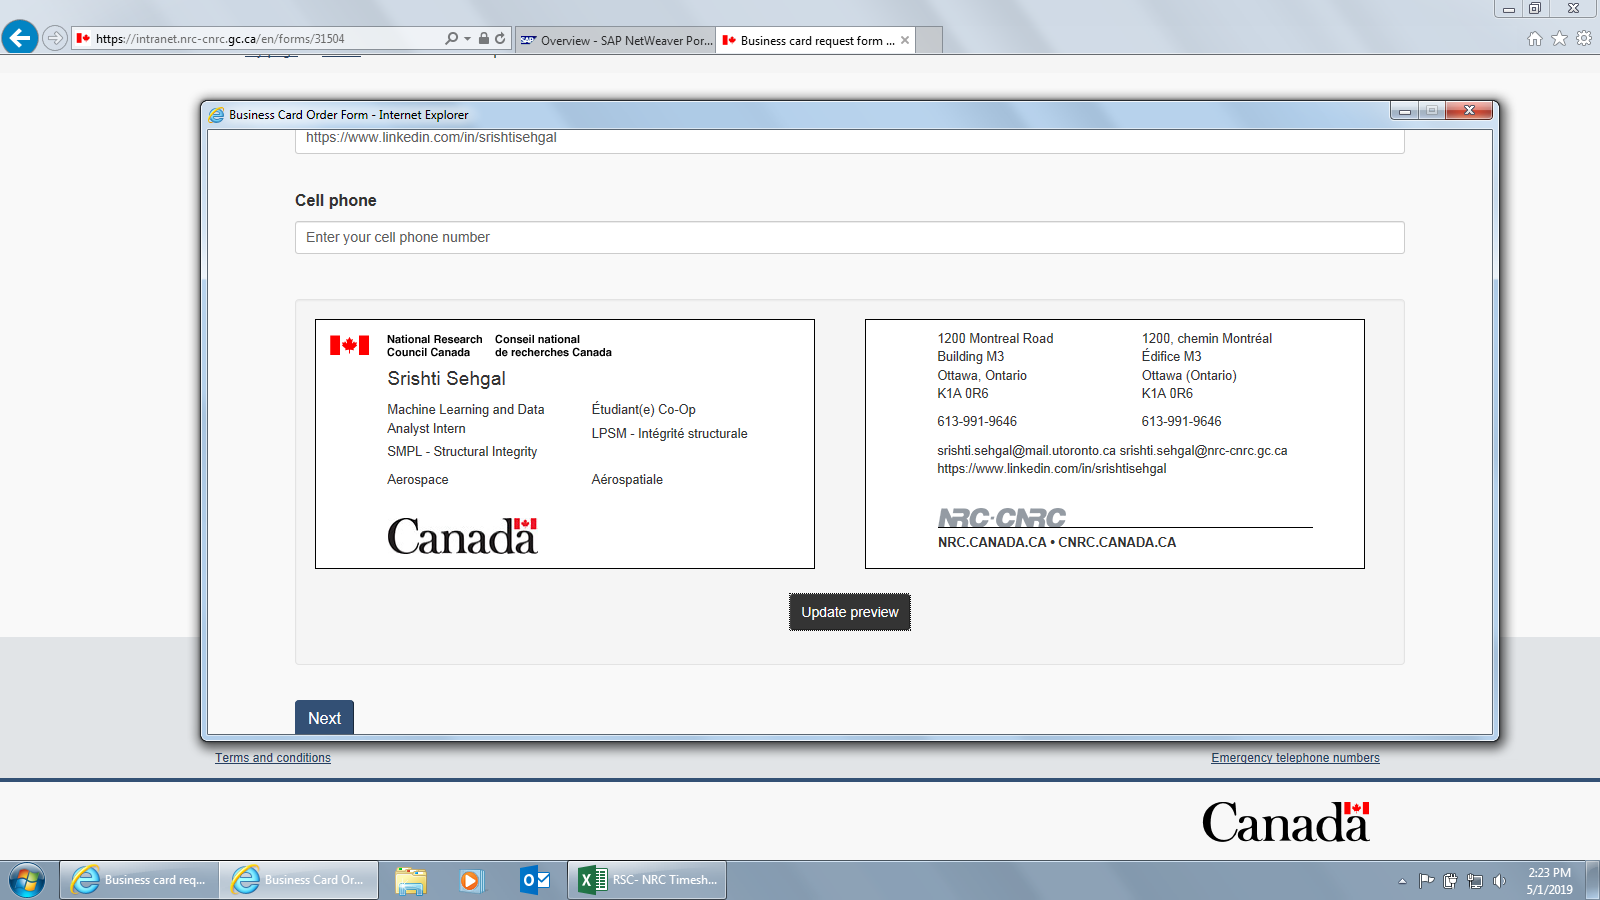 https://intranet.nrc-cnrc.gc.ca/en/forms/31504
Overview - SAP NetWeaver Por...
Business card request form ...
Business Card Order Form - Internet Explorer
https://www.linkedin.com/in/srishtisehgal
Cell phone
Enter your cell phone number
National Research Conseil national
Council Canada de recherches Canada
Srishti Sehgal
Machine Learning and Data Étudiant(e) Co-Op
Analyst Intern
LPSM - Intégrité structurale
SMPL - Structural Integrity
Aerospace Aérospatiale
Canada
1200 Montreal Road 1200, chemin Montréal
Building M3 Édifice M3
Ottawa, Ontario Ottawa (Ontario)
K1A 0R6 K1A 0R6
613-991-9646 613-991-9646
srishti.sehgal@mail.utoronto.ca srishti.sehgal@nrc-cnrc.gc.ca
https://www.linkedin.com/in/srishtisehgal
NRC·CNRC
NRC.CANADA.CA • CNRC.CANADA.CA
Update preview
Next
Terms and conditions Emergency telephone numbers
Canada
Business card req...
Business Card Or...
RSC- NRC Timesh...
2:23 PM
5/1/2019